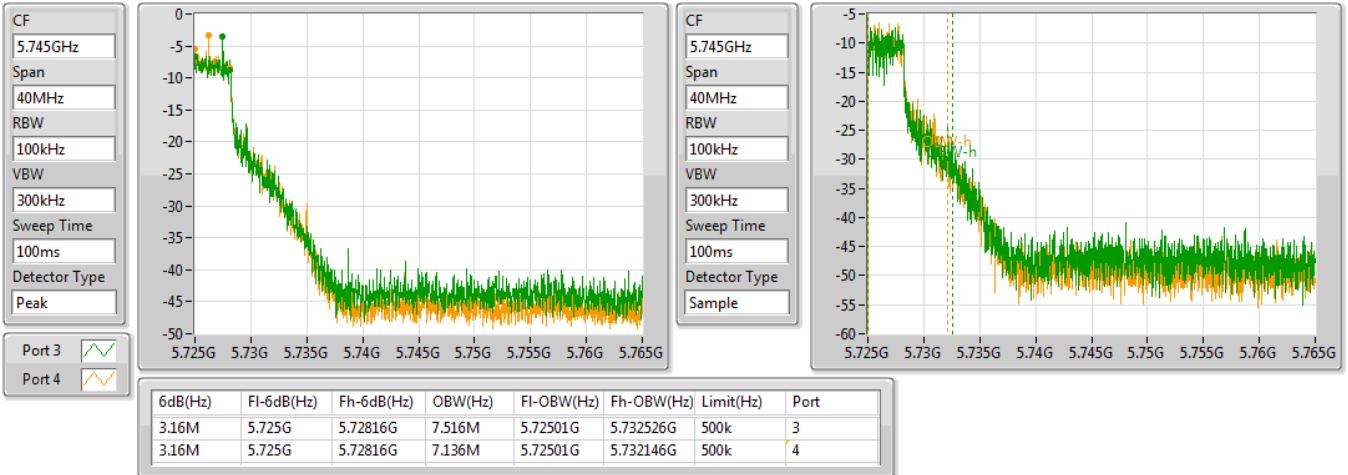 CF
5.745GHz
Span
40MHz
RBW
100kHz
VBW
300kHz
Sweep Time
100ms
Detector Type
Peak
Port 3
Port 4
0
-5
-10
-15
-20
-25
-30
-35
-40
-45
-50
5.725G 5.73G 5.735G 5.74G 5.745G 5.75G 5.755G 5.76G 5.765G
CF
5.745GHz
Span
40MHz
RBW
100kHz
VBW
300kHz
Sweep Time
100ms
Detector Type
Sample
-5
-10
-15
-20
-25
-30
-35
-40
-45
-50
-55
-60
5.725G 5.73G 5.735G 5.74G 5.745G 5.75G 5.755G 5.76G 5.765G
6dB(Hz) Fl-6dB(Hz) Fh-6dB(Hz) OBW(Hz) Fl-OBW(Hz) Fh-OBW(Hz) Limit(Hz) Port
3.16M 5.725G 5.72816G 7.516M 5.72501G 5.732526G 500k 3
3.16M 5.725G 5.72816G 7.136M 5.72501G 5.732146G 500k 4